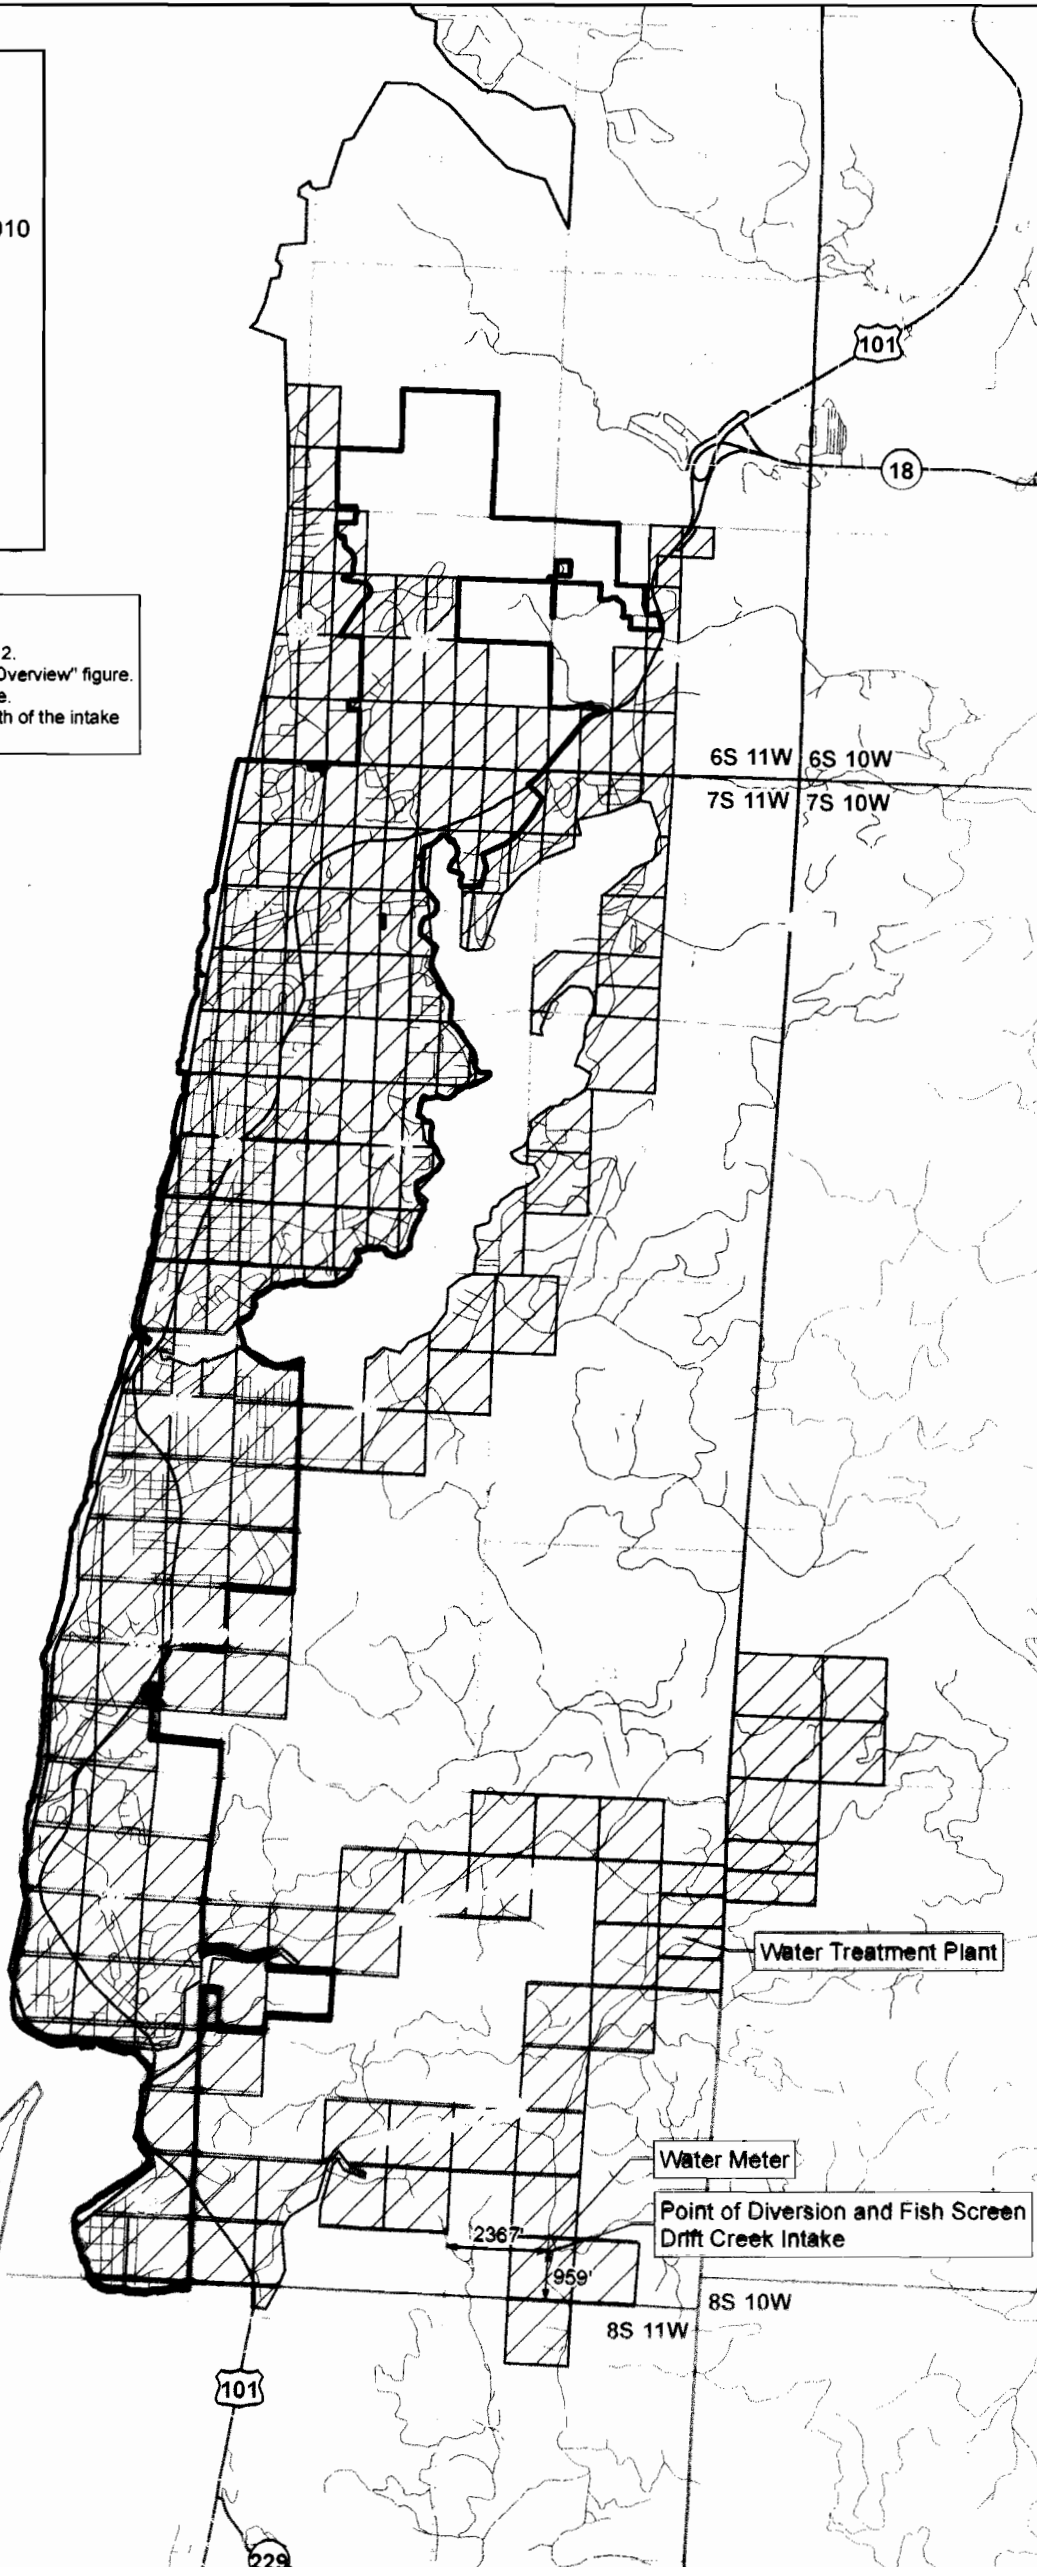 010
2.
Overview" figure.
e.
th of the intake
101
18
6S 11W 6S 10W
7S 11W 7S 10W
Water Treatment Plant
Water Meter
Point of Diversion and Fish Screen
Drift Creek Intake
2367'
959'
8S 10W
8S 11W
101
229